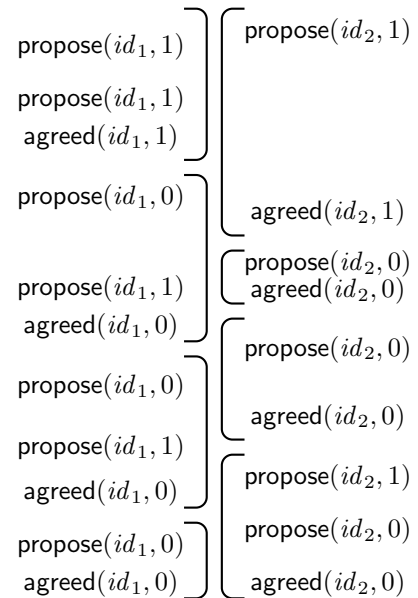 propose(id₁, 1)
propose(id₁, 1)
agreed(id₁, 1)
propose(id₁, 0)
propose(id₁, 1)
agreed(id₁, 0)
propose(id₁, 0)
propose(id₁, 1)
agreed(id₁, 0)
propose(id₁, 0)
agreed(id₁, 0)
propose(id₂, 1)
agreed(id₂, 1)
propose(id₂, 0)
agreed(id₂, 0)
propose(id₂, 0)
agreed(id₂, 0)
propose(id₂, 1)
propose(id₂, 0)
agreed(id₂, 0)